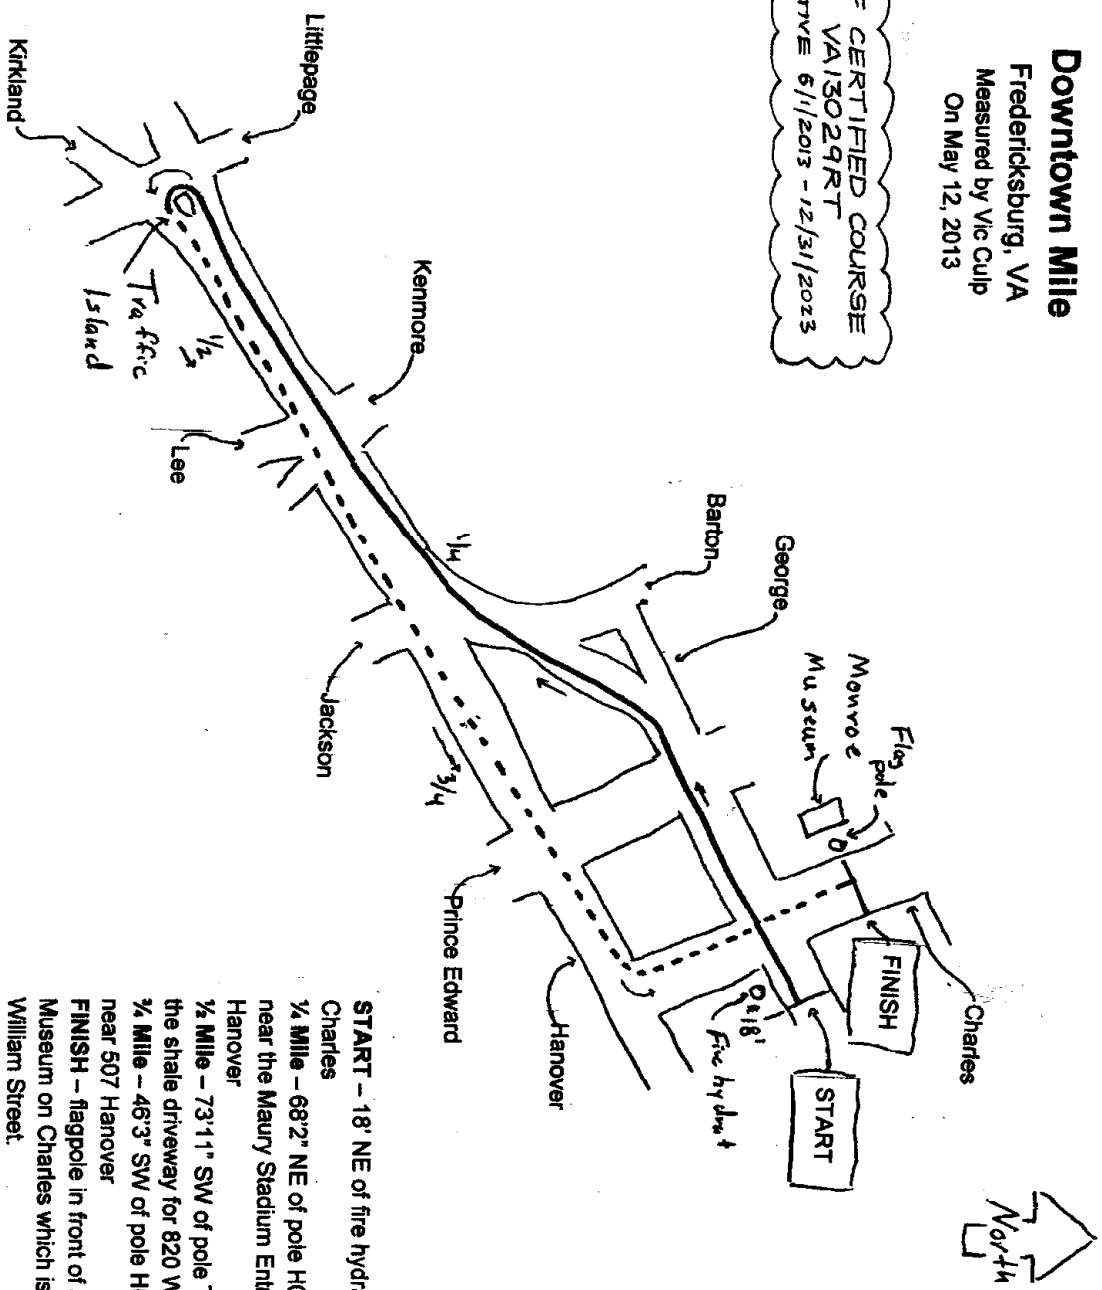 Downtown Mile
Fredericksburg, VA
Measured by Vic Culp
On May 12, 2013
CERTIFIED COURSE
VA13029RT
6/1/2013 - 12/31/2023
Littlepage
Kirkland
Kenmore
Traffic
Island
1/2
Lee
1/4
Barton
George
Jackson
3/4
Monroe
Museum
Flag
pole
Prince Edward
Hanover
Charles
FINISH
START
18'
Fire hydrant
North
START – 18' NE of fire
Charles
¼ Mile – 68'2" NE of pole
near the Maury Stadium
Hanover
½ Mile – 73'11" SW of pole
the shale driveway for 820
¾ Mile – 46'3" SW of pole
near 507 Hanover
FINISH – flagpole in front of
Museum on Charles which is
William Street.